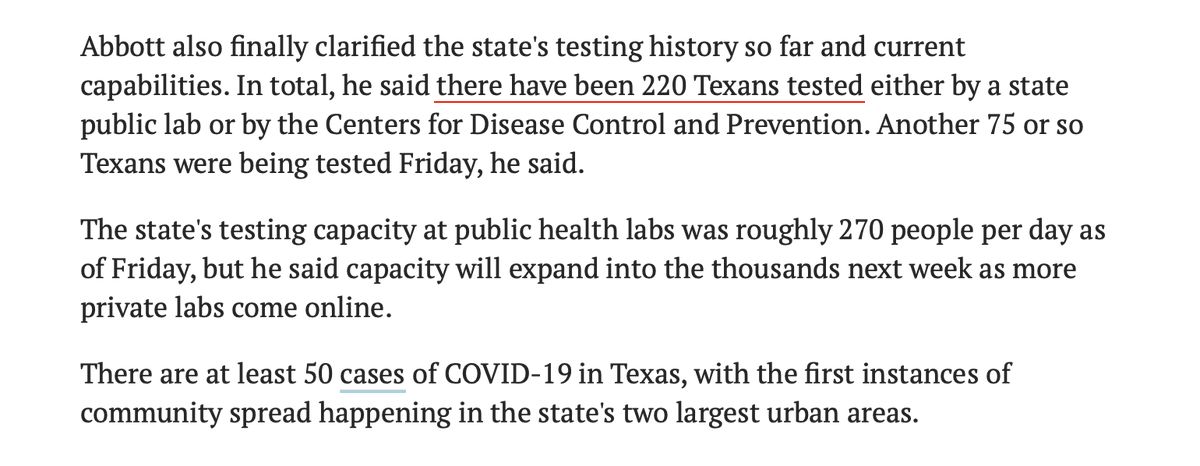 Abbott also finally clarified the state's testing history so far and current
capabilities. In total, he said there have been 220 Texans tested either by a state
public lab or by the Centers for Disease Control and Prevention. Another 75 or so
Texans were being tested Friday, he said.
The state's testing capacity at public health labs was roughly 270 people per day as
of Friday, but he said capacity will expand into the thousands next week as more
private labs come online.
There are at least 50 cases of COVID-19 in Texas, with the first instances of
community spread happening in the state's two largest urban areas.